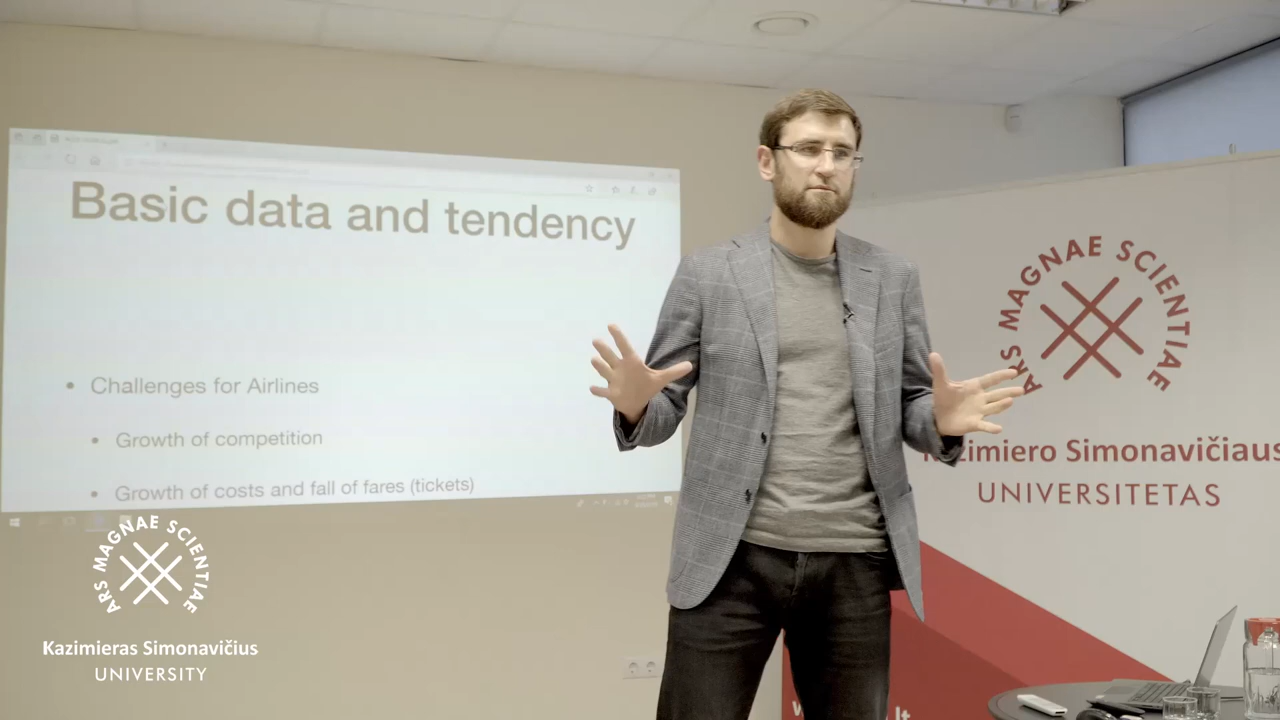 Basic data and tendency
• Challenges for Airlines
• Growth of competition
• Growth of costs and fall of fares (tickets)
ARS MAGNAE SCIENTIAE
Simonavičiaus
UNIVERSITETAS
ARS MAGNAE SCIENTIAE
Kazimieras Simonavičius
UNIVERSITY